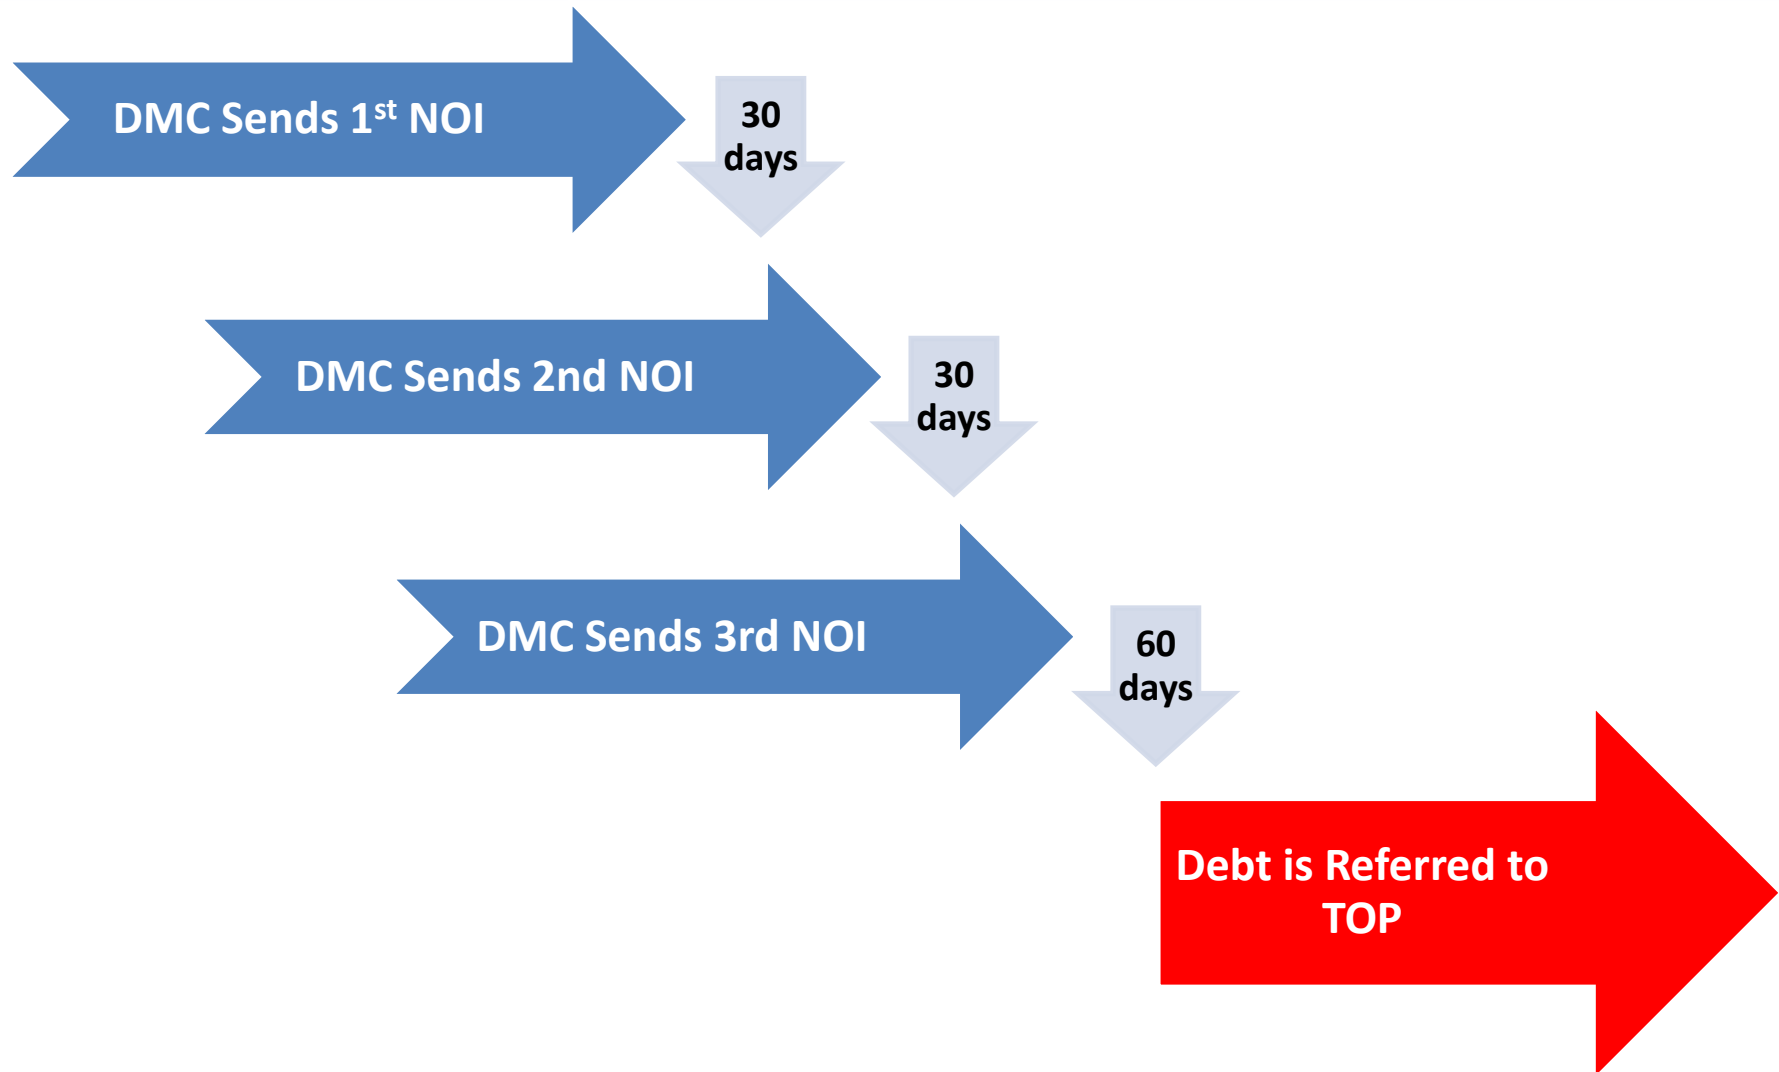 DMC Sends 1st NOI
30
days
DMC Sends 2nd NOI
30
days
DMC Sends 3rd NOI
60
days
Debt is Referred to
TOP